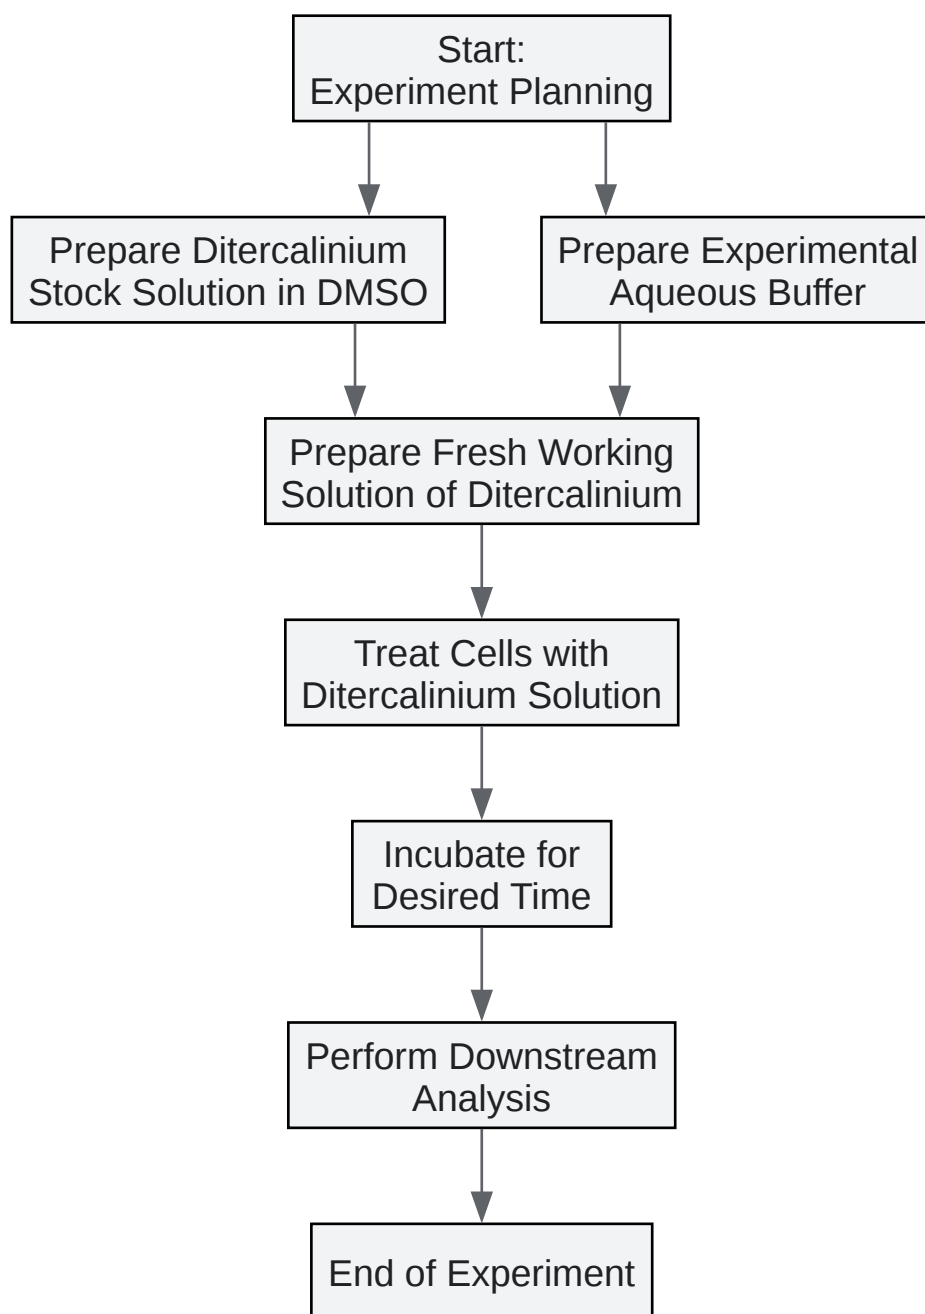 Start:
Experiment Planning
Prepare Ditercalinium
Stock Solution in DMSO
Prepare Experimental
Aqueous Buffer
Prepare Fresh Working
Solution of Ditercalinium
Treat Cells with
Ditercalinium Solution
Incubate for
Desired Time
Perform Downstream
Analysis
End of Experiment